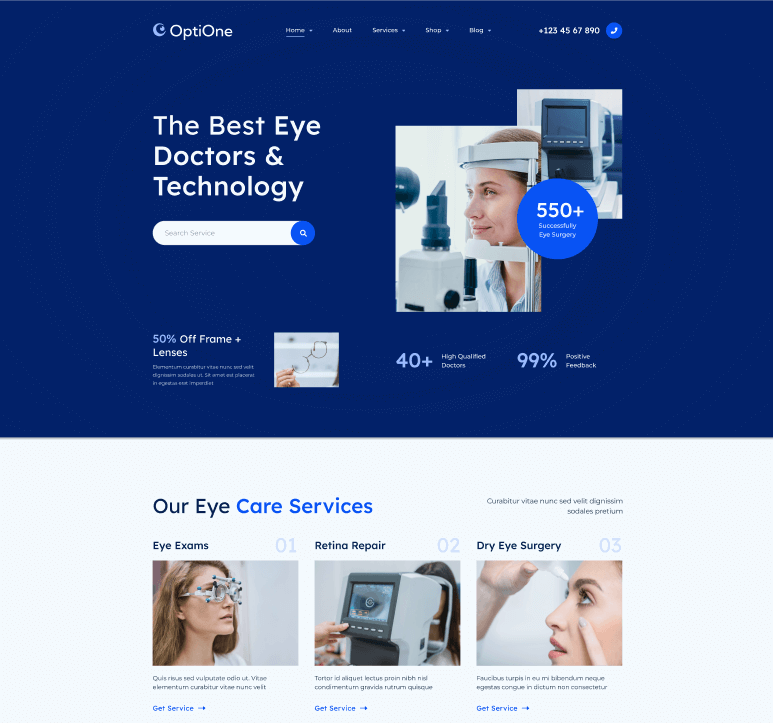 OptiOne
Home
About
Services
Shop
Blog
+123 45 67 890
The Best Eye
Doctors &
Technology
Search Service
550+
Successfully
Eye Surgery
50% Off Frame +
Lenses
Elementum curabitur vitae nunc sed velit
dignissim sodales ut. Sit amet est placerat
in egestas erat imperdiet
40+
High Qualified
Doctors
99%
Positive
Feedback
Our Eye Care Services
Curabitur vitae nunc sed velit dignissim
sodales pretium
Eye Exams
01
Quis risus sed vulputate odio ut. Vitae
elementum curabitur vitae nunc velit
Get Service
Retina Repair
02
Tortor id aliquet lectus proin nibh nisl
condimentum gravida rutrum quisque
Get Service
Dry Eye Surgery
03
Faucibus turpis in eu mi bibendum neque
egestas congue in dictum non consectetur
Get Service